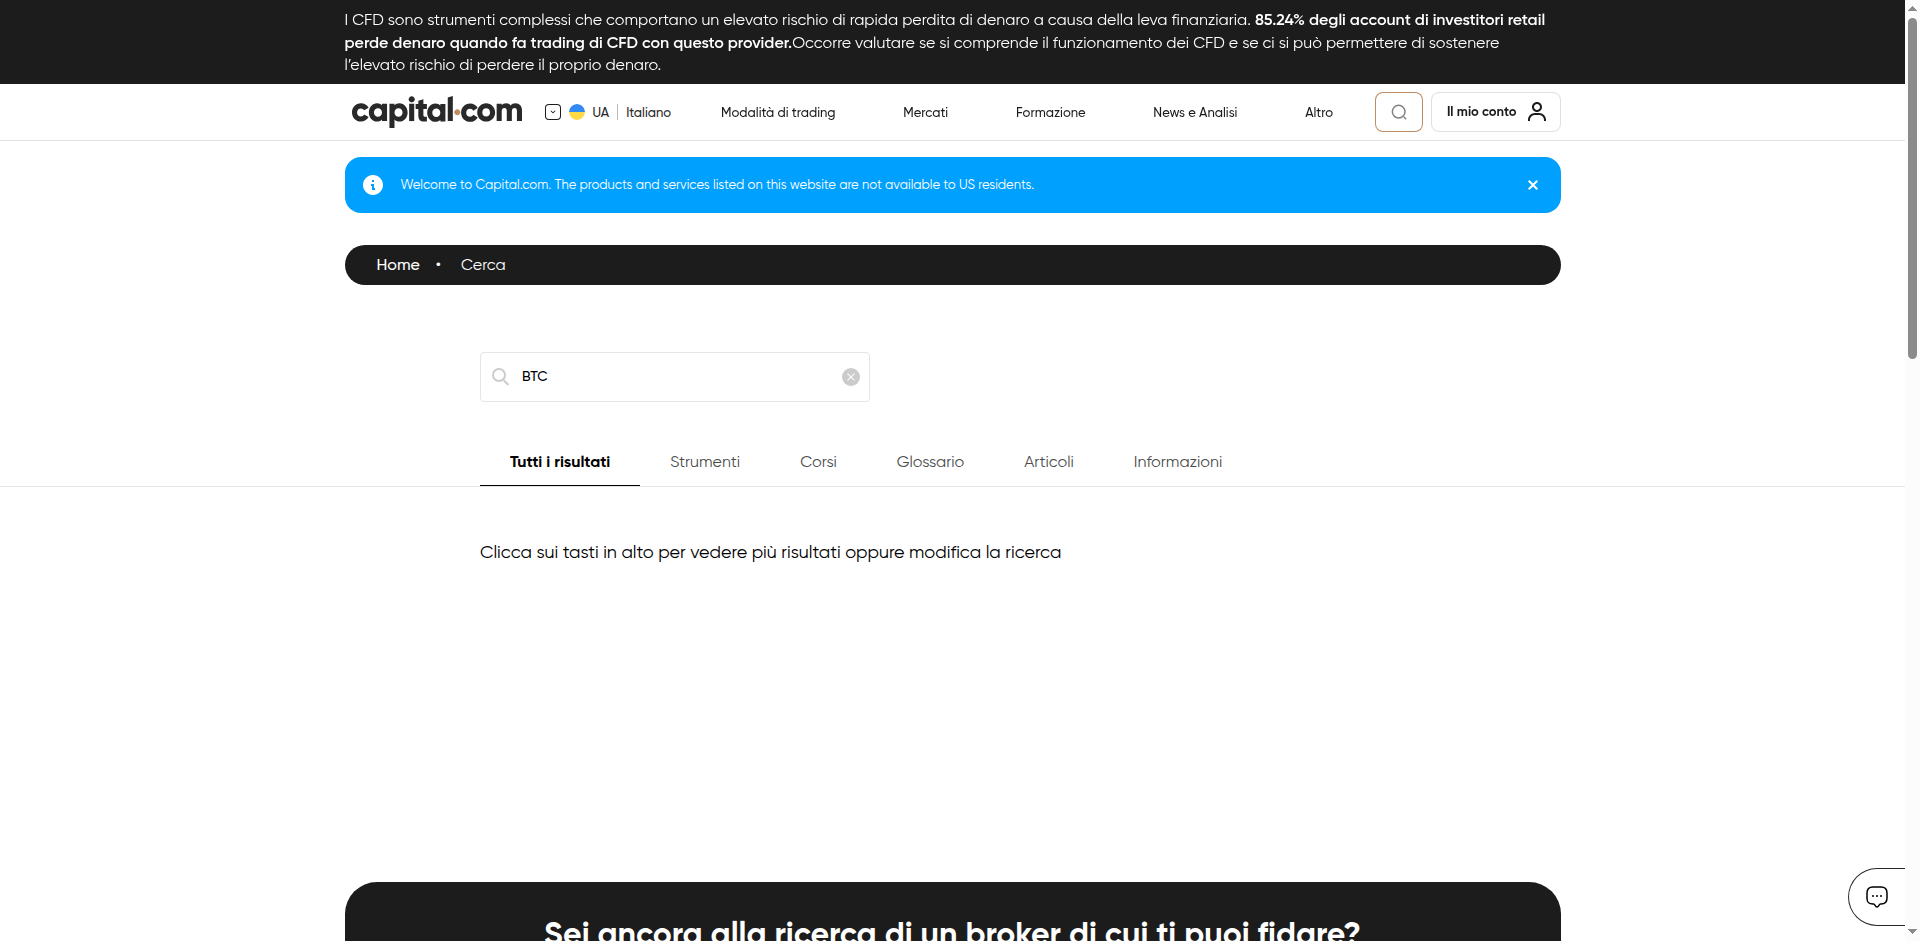 I CFD sono strumenti complessi che comportano un elevato rischio di rapida perdita di denaro a causa della leva finanziaria. 85.24% degli account di investitori retail
perde denaro quando fa trading di CFD con questo provider.Occorre valutare se si comprende il funzionamento dei CFD e se ci si può permettere di sostenere
l’elevato rischio di perdere il proprio denaro.
capital.com
UA
Italiano
Modalità di trading
Mercati
Formazione
News e Analisi
Altro
Il mio conto
Welcome to Capital.com. The products and services listed on this website are not available to US residents.
Home • Cerca
BTC
Tutti i risultati
Strumenti
Corsi
Glossario
Articoli
Informazioni
Clicca sui tasti in alto per vedere più risultati oppure modifica la ricerca
Sei ancora alla ricerca di un broker di cui ti puoi fidare?